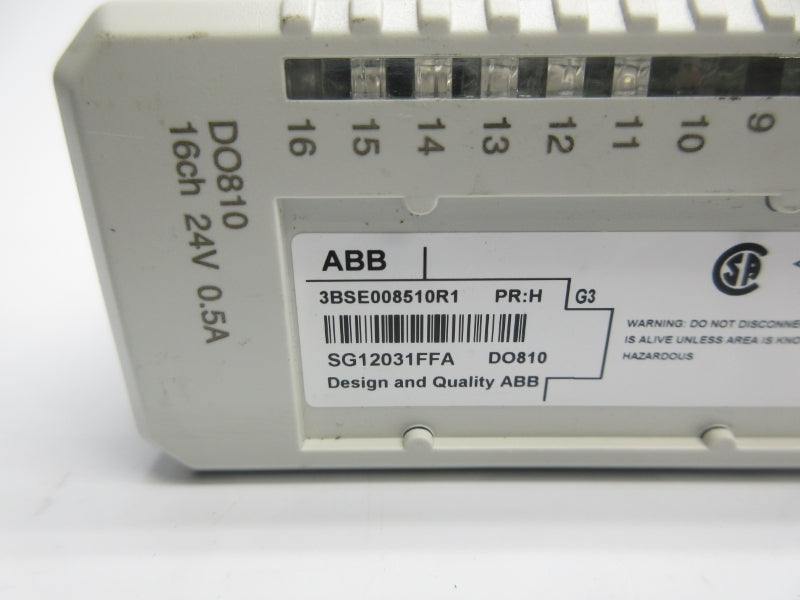 DO810
16ch 24V 0.5A
16 15 14 13 12 11 10 9
ABB
3BSE008510R1 PR:H G3
SG12031FFA DO810
Design and Quality ABB
SA
WARNING: DO NOT DISCONNE
IS ALIVE UNLESS AREA IS KNO
HAZARDOUS